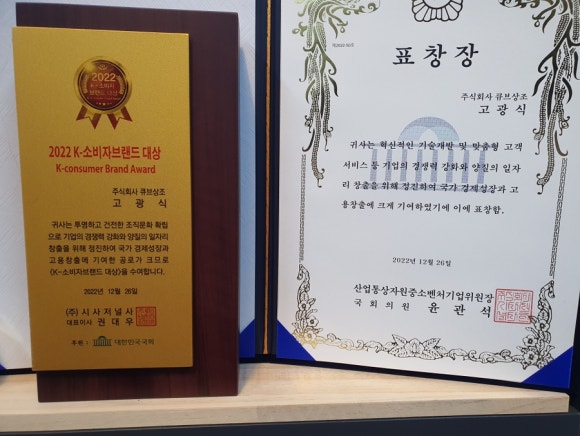 2022
K-소비자
브랜드 대상
2022 K-소비자브랜드 대상
K-consumer Brand Award
주식회사 큐브상조
고 광 식
귀사는 투명하고 건전한 조직문화 확립
으로 기업의 경쟁력 강화와 양질의 일자리
창출을 위해 정진하여 국가 경제성장과
고용창출에 기여한 공로가 크므로
《K-소비자브랜드 대상》을 수여합니다.
2022년 12월 26일
(주) 시사저널사
대표이사 권 대 우
주관 : 대한민국국회
표 창 장
주식회사 큐브상조
고 광 식
귀사는 혁신적인 기술개발 및 맞춤형 고객
서비스 등 기업의 경쟁력 강화와 양질의 일자
리 창출을 위해 정진하여 국가 경제성장과 고
용창출에 크게 기여하였기에 이에 표창함.
2022년 12월 26일
산업통상자원중소벤처기업위원장
국 회 의 원 윤 관 석